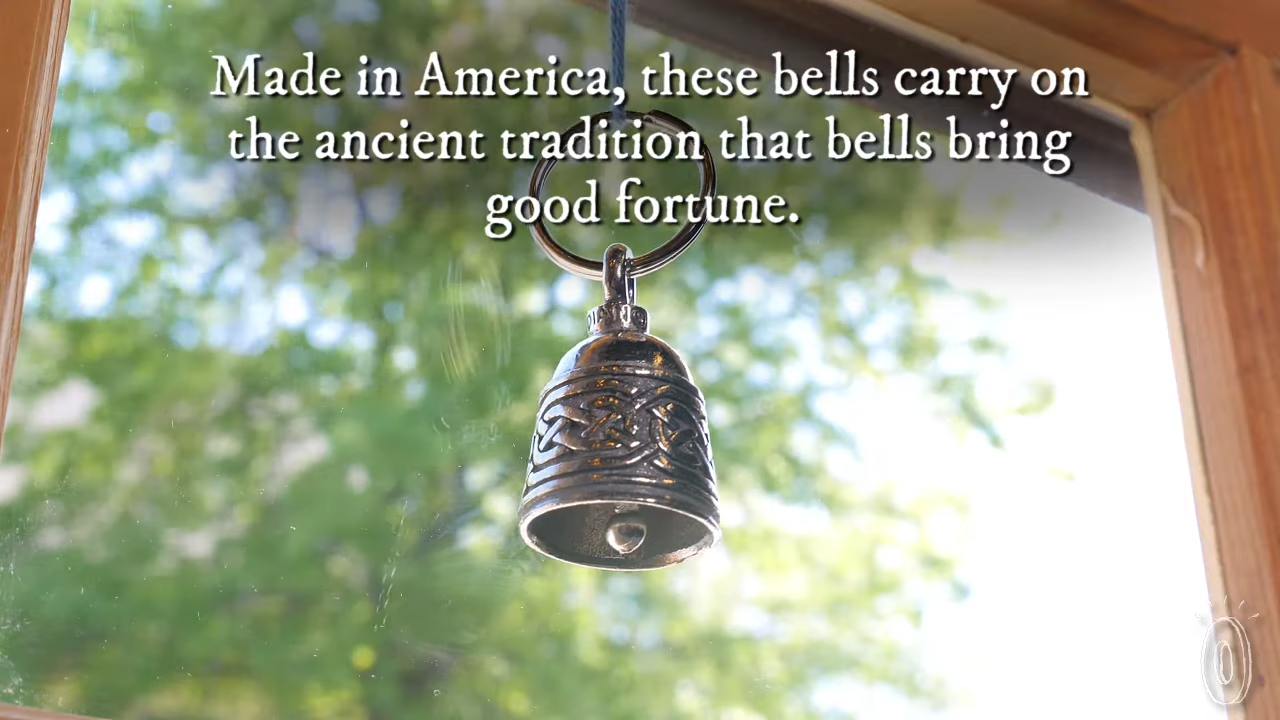 Made in America, these bells carry on
the ancient tradition that bells bring
good fortune.